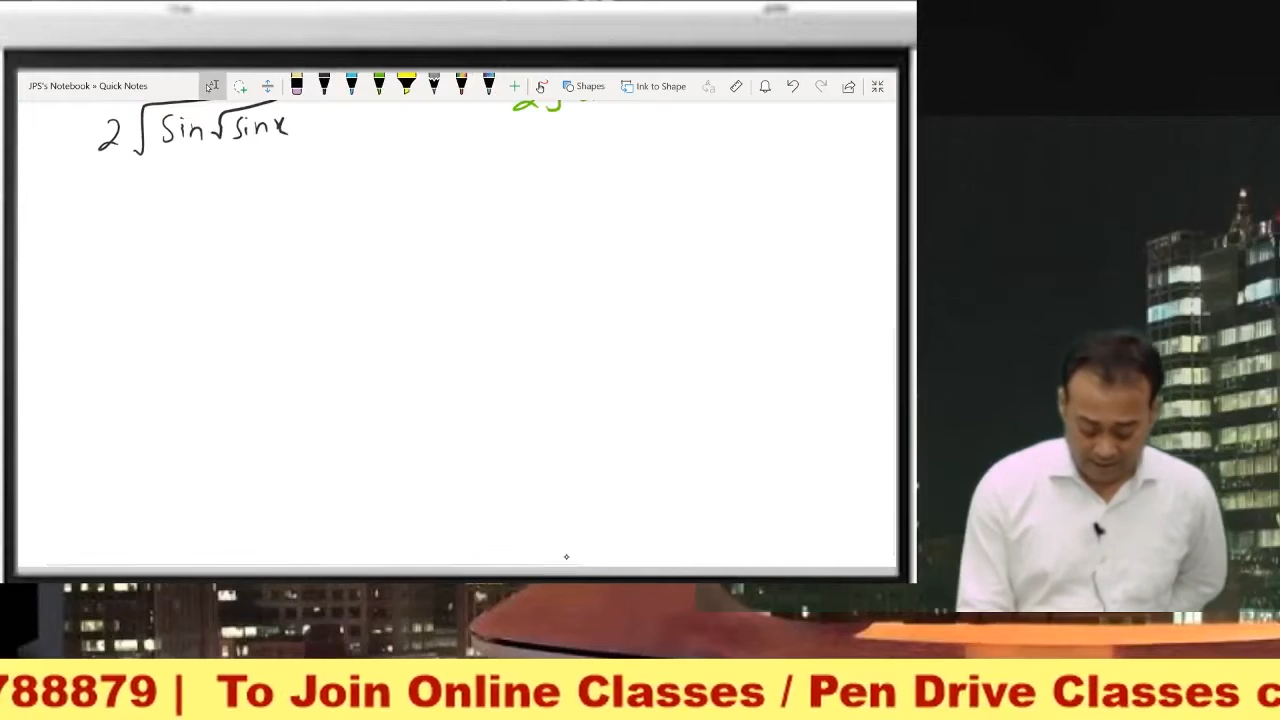 JPS's Notebook » Quick Notes
Shapes
Ink to Shape
2√Sin√sinx
788879 | To Join Online Classes / Pen Drive Classes c